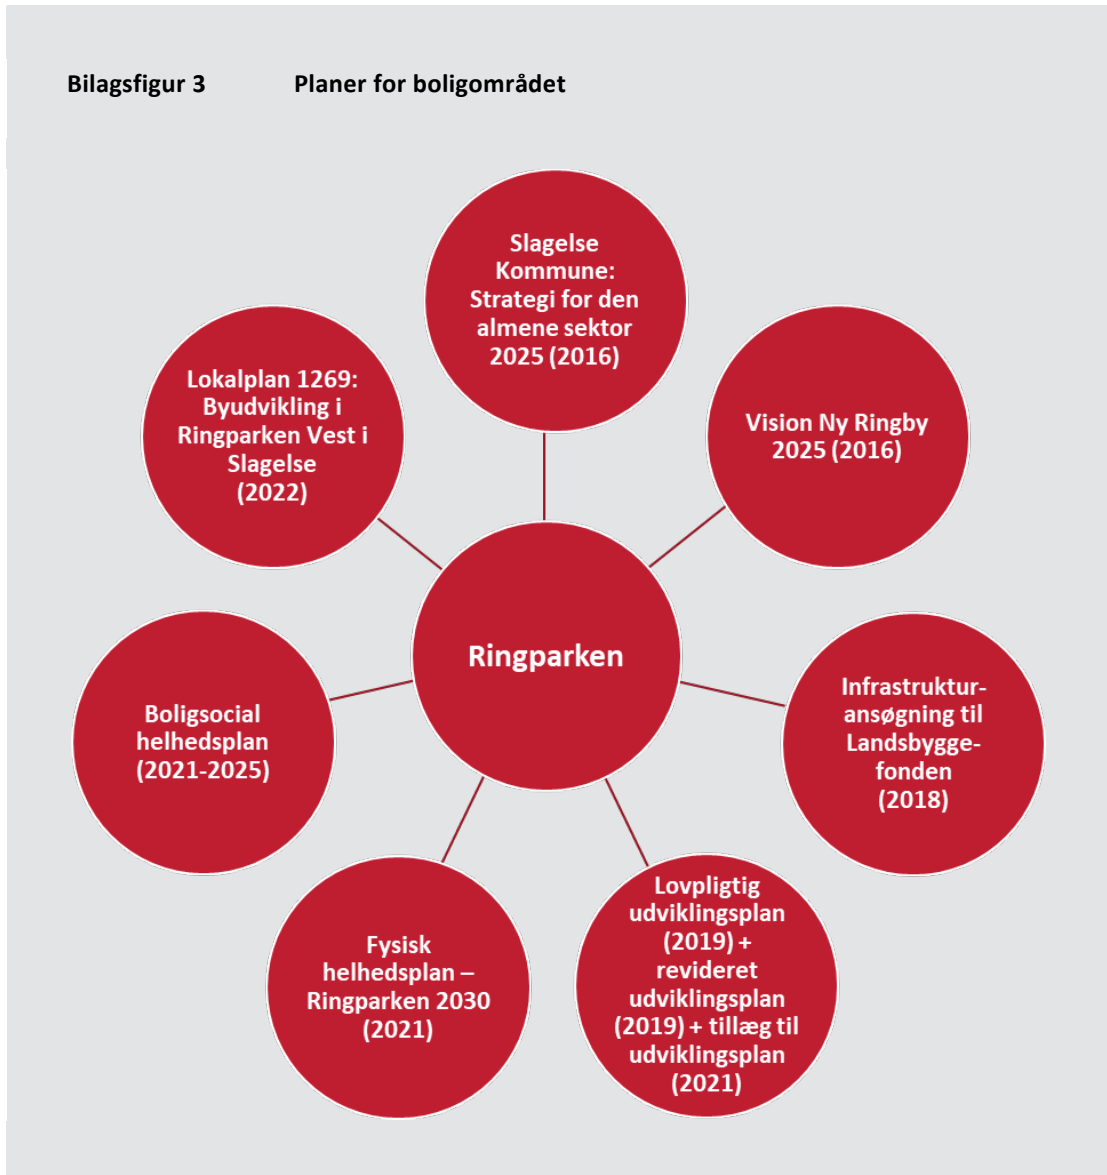 Bilagsfigur 3 Planer for boligområdet
Slagelse
Kommune:
Strategi for den
almene sektor
2025 (2016)
Vision Ny Ringby
2025 (2016)
Infrastruktur-
ansøgning til
Landsbygge-
fonden
(2018)
Lovpligtig
udviklingsplan
(2019) +
revideret
udviklingsplan
(2019) + tillæg til
udviklingsplan
(2021)
Fysisk
helhedsplan –
Ringparken 2030
(2021)
Boligsocial
helhedsplan
(2021-2025)
Lokalplan 1269:
Byudvikling i
Ringparken Vest i
Slagelse
(2022)
Ringparken